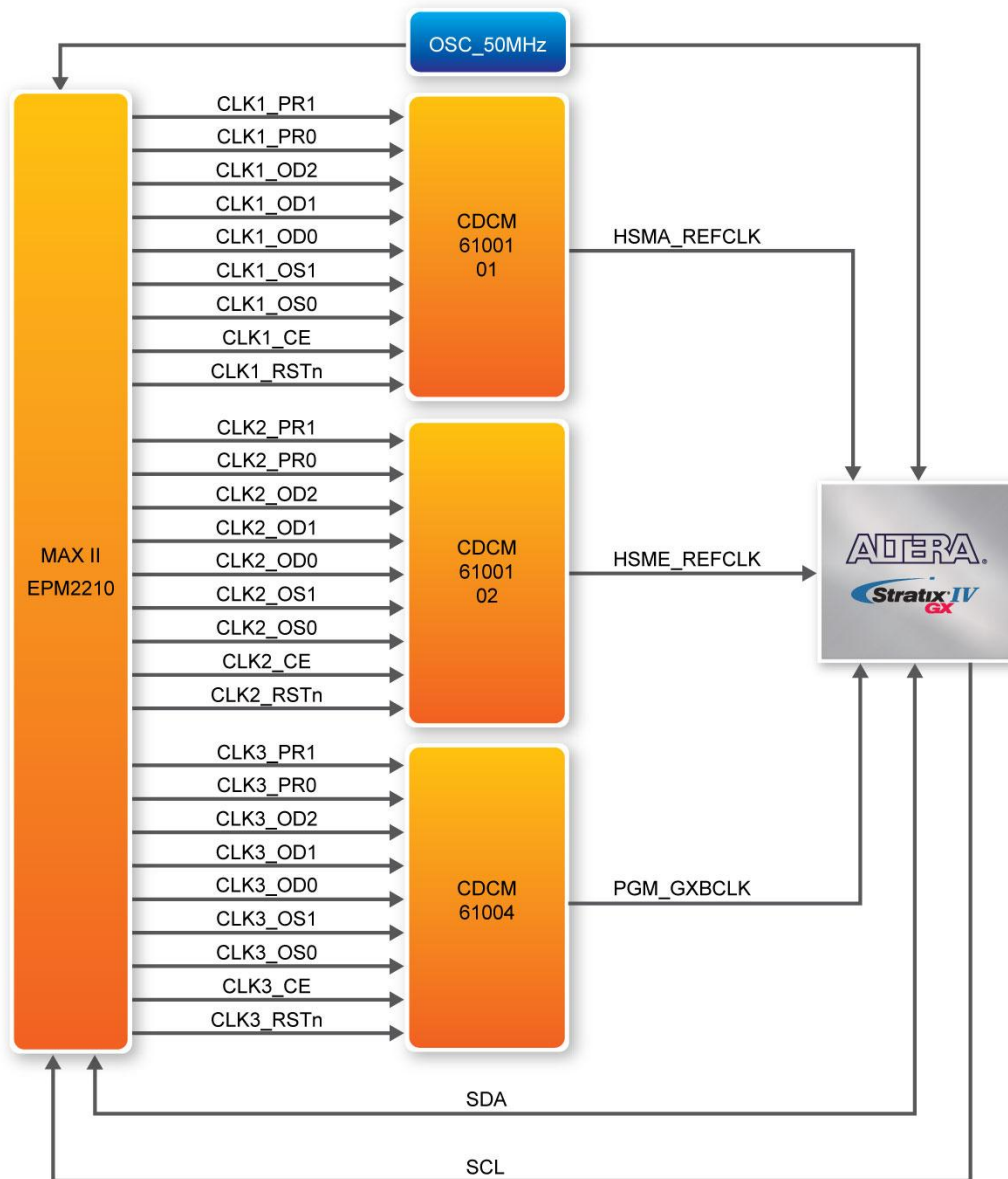 OSC_50MHz
MAX II
EPM2210
CLK1_PR1
CLK1_PR0
CLK1_OD2
CLK1_OD1
CLK1_OD0
CLK1_OS1
CLK1_OS0
CLK1_CE
CLK1_RSTn
CDCM
61001
01
HSMA_REFCLK
CLK2_PR1
CLK2_PR0
CLK2_OD2
CLK2_OD1
CLK2_OD0
CLK2_OS1
CLK2_OS0
CLK2_CE
CLK2_RSTn
CDCM
61001
02
HSME_REFCLK
ALTERA®
Stratix® IV
GX
CLK3_PR1
CLK3_PR0
CLK3_OD2
CLK3_OD1
CLK3_OD0
CLK3_OS1
CLK3_OS0
CLK3_CE
CLK3_RSTn
CDCM
61004
PGM_GXBCLK
SDA
SCL